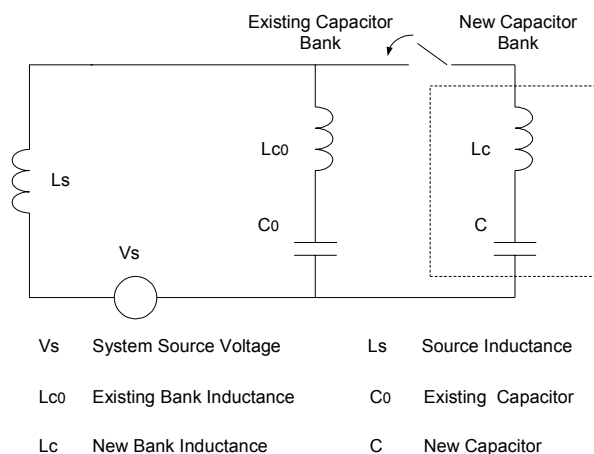 Existing Capacitor
Bank
New Capacitor
Bank
Lc0
Lc
Ls
C0
C
Vs
Vs System Source Voltage
Ls Source Inductance
Lc0 Existing Bank Inductance
C0 Existing Capacitor
Lc New Bank Inductance
C New Capacitor